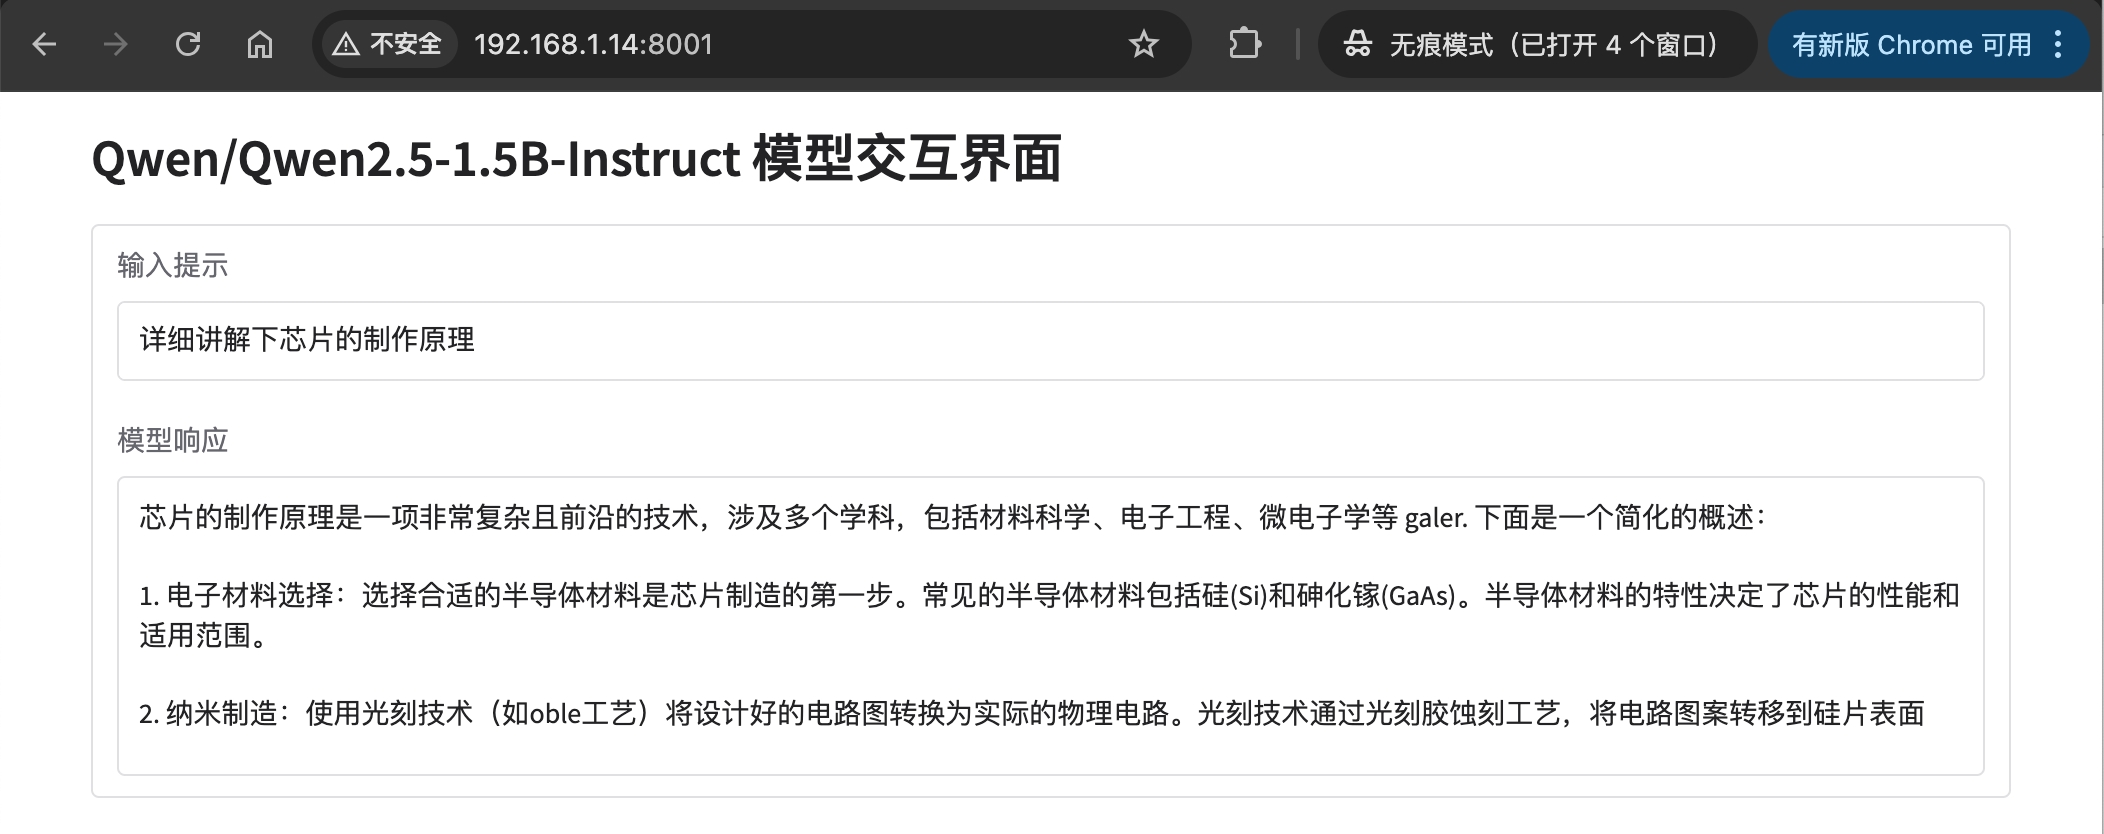 不安全 192.168.1.14:8001 无痕模式（已打开 4 个窗口） 有新版 Chrome 可用
Qwen/Qwen2.5-1.5B-Instruct 模型交互界面
输入提示
详细讲解下芯片的制作原理
模型响应
芯片的制作原理是一项非常复杂且前沿的技术，涉及多个学科，包括材料科学、电子工程、微电子学等 galer. 下面是一个简化的概述：
1. 电子材料选择：选择合适的半导体材料是芯片制造的第一步。常见的半导体材料包括硅(Si)和砷化镓(GaAs)。半导体材料的特性决定了芯片的性能和
适用范围。
2. 纳米制造：使用光刻技术（如oble工艺）将设计好的电路图转换为实际的物理电路。光刻技术通过光刻胶蚀刻工艺，将电路图案转移到硅片表面